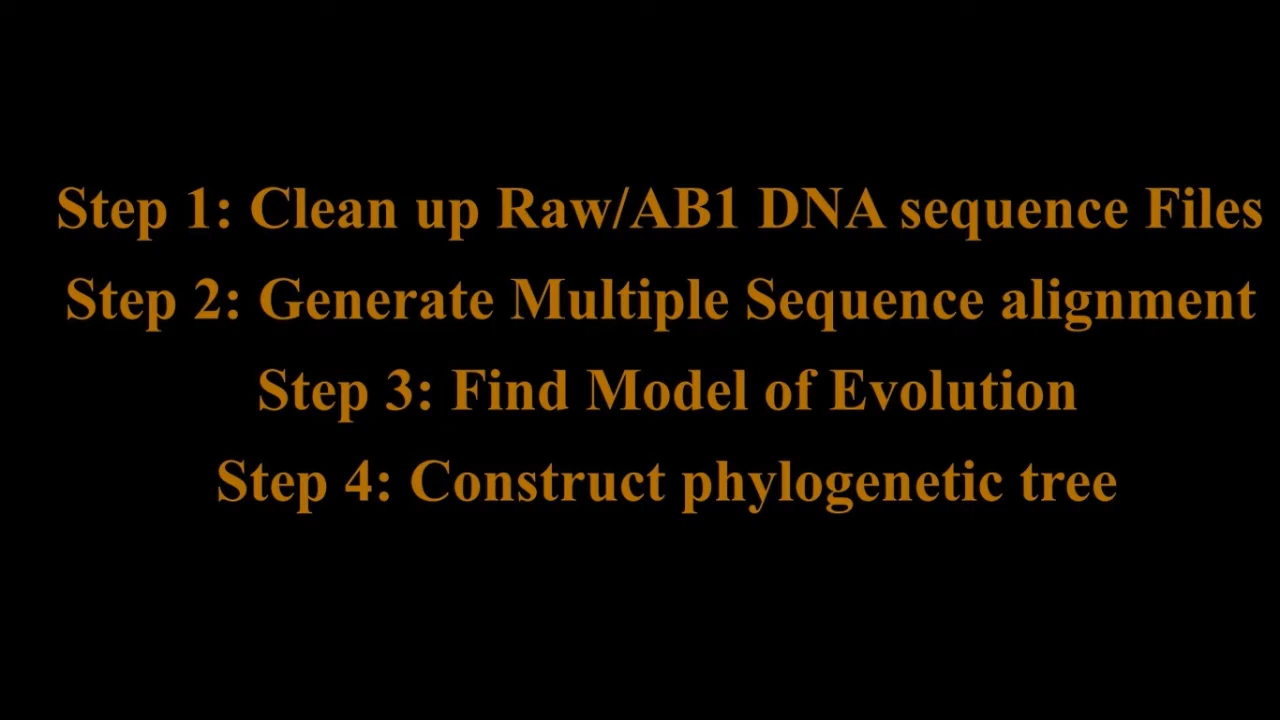 Step 1: Clean up Raw/AB1 DNA sequence Files
Step 2: Generate Multiple Sequence alignment
Step 3: Find Model of Evolution
Step 4: Construct phylogenetic tree